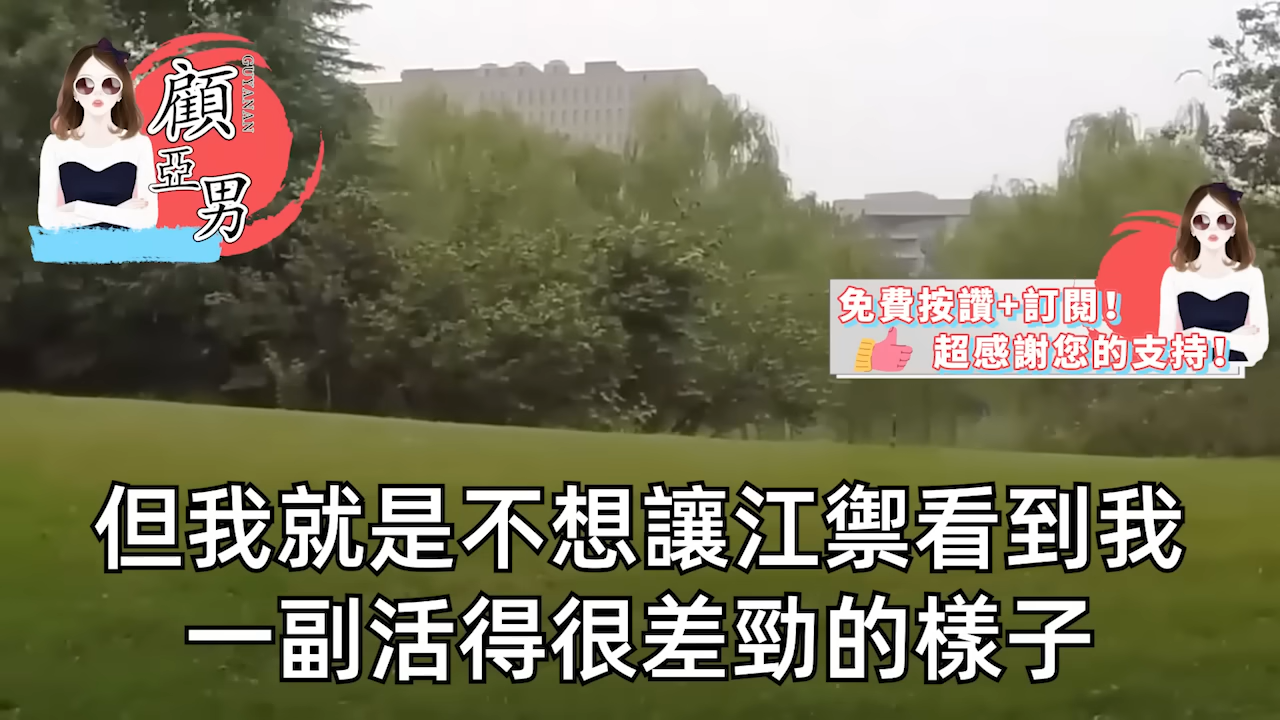 顧亞男
GUYANAN
免費按讚+訂閱！
超感謝您的支持！
但我就是不想讓江禦看到我
一副活得很差勁的樣子